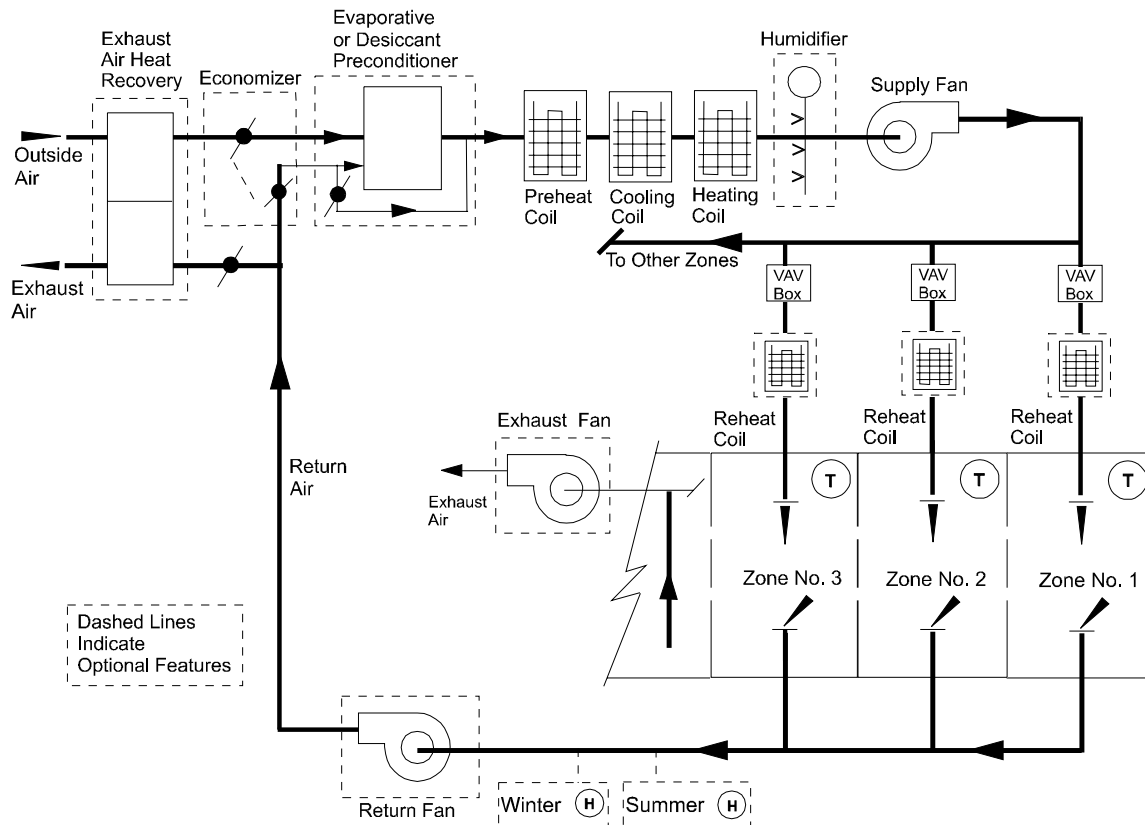 Exhaust
Air Heat
Recovery
Economizer
Evaporative
or Desiccant
Preconditioner
Humidifier
Supply Fan
Outside
Air
Preheat
Coil
Cooling
Coil
Heating
Coil
Exhaust
Air
To Other Zones
VAV
Box
VAV
Box
VAV
Box
Reheat
Coil
Reheat
Coil
Reheat
Coil
Exhaust Fan
Exhaust
Air
Return
Air
T
T
T
Zone No. 3
Zone No. 2
Zone No. 1
Dashed Lines
Indicate
Optional Features
Return Fan
Winter H
Summer H